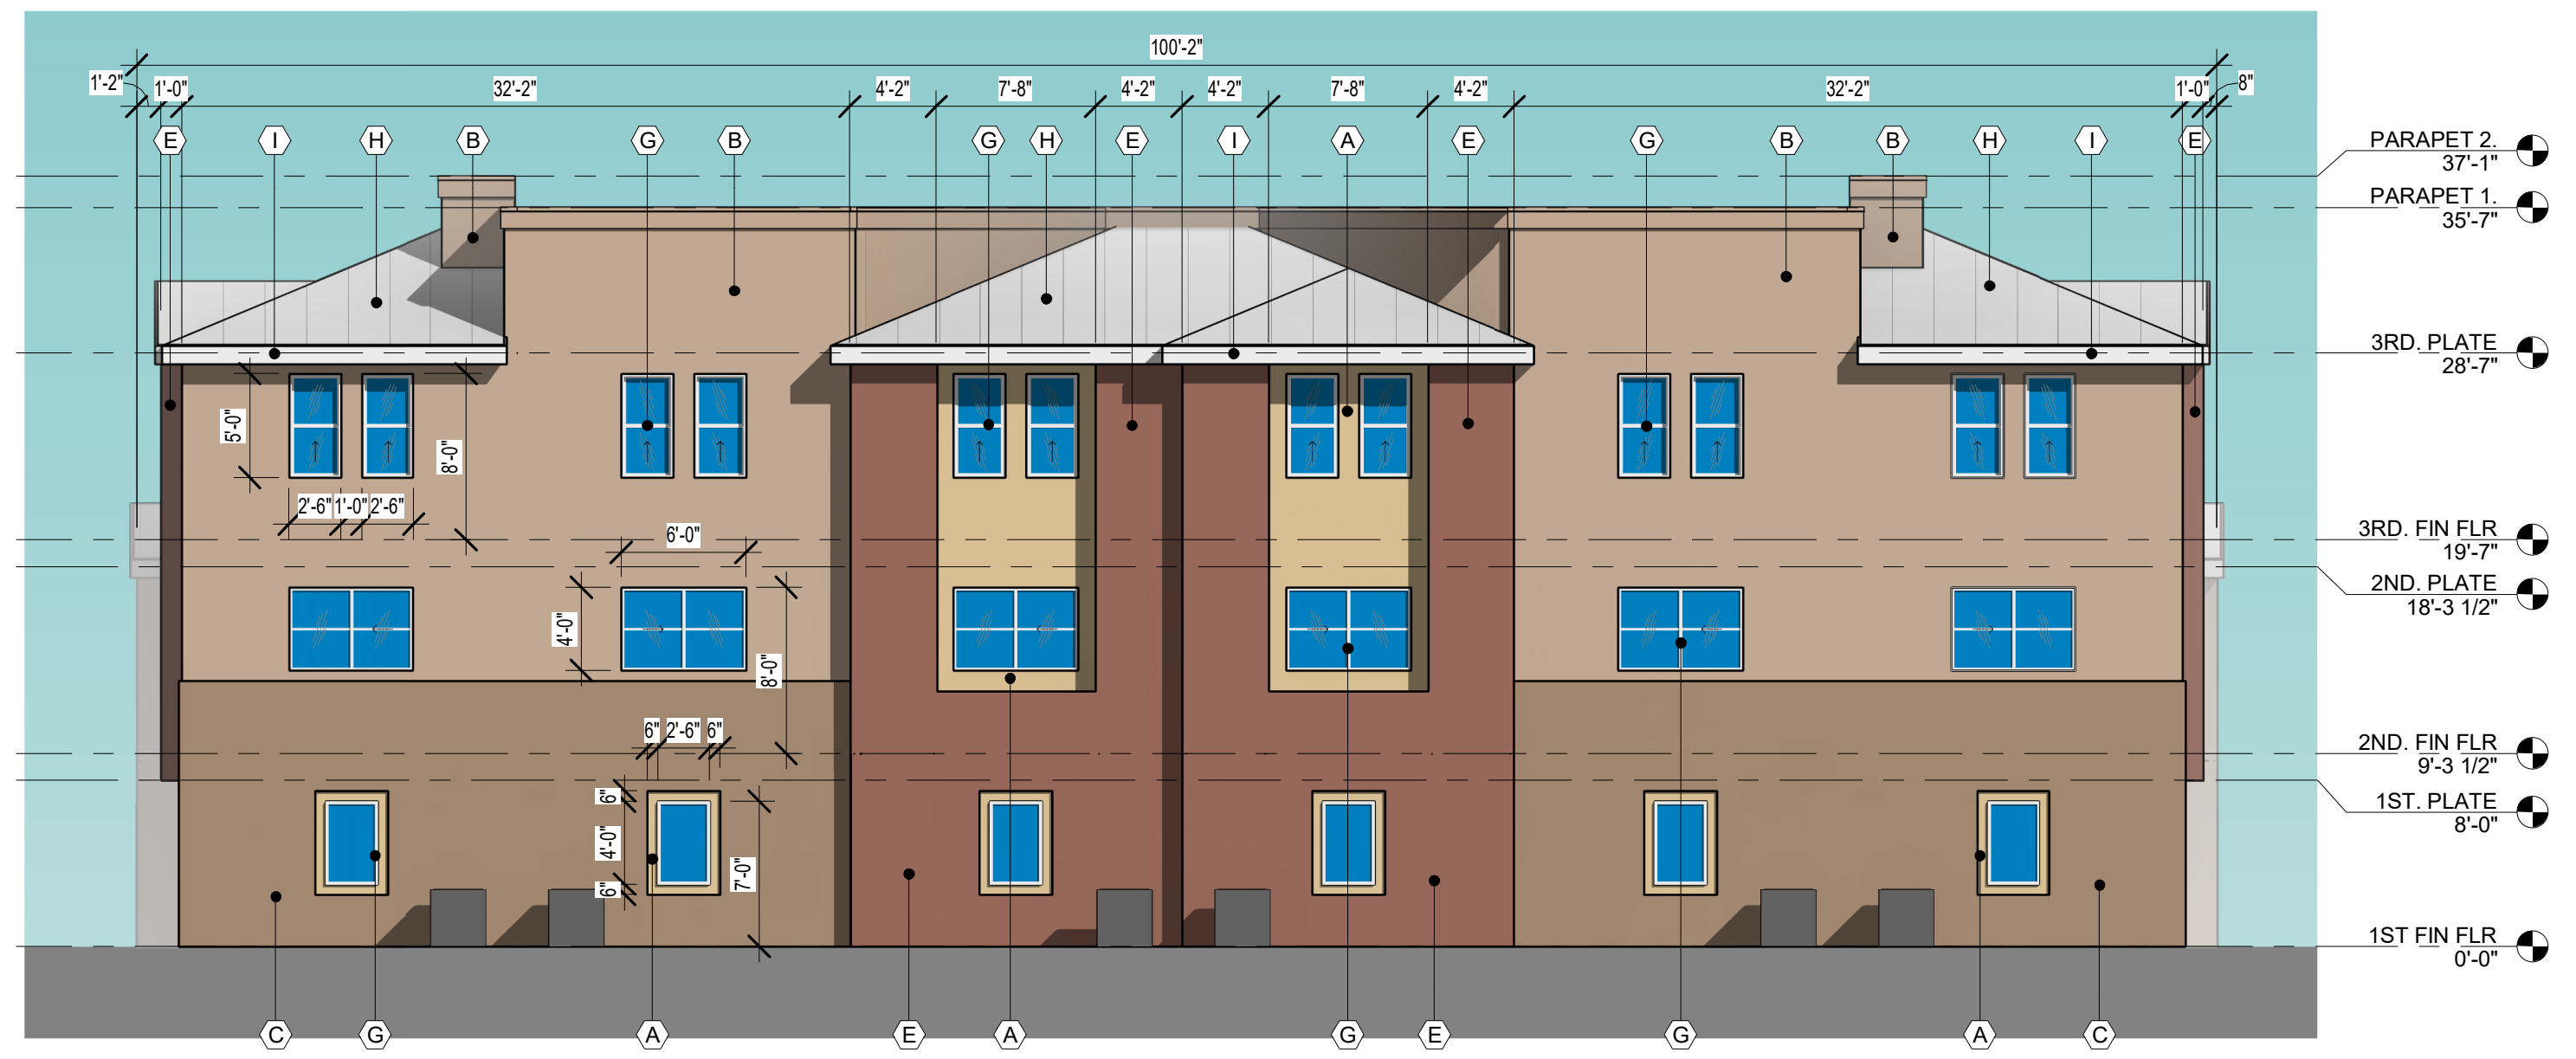 100'-2"
1'-2" 1'-0" 32'-2" 4'-2" 7'-8" 4'-2" 4'-2" 7'-8" 4'-2" 32'-2" 1'-0" 8"
E I H B G B G H E I A E G B B H I E
PARAPET 2.
37'-1"
PARAPET 1.
35'-7"
3RD. PLATE
28'-7"
5'-0"
8'-0"
2'-6" 1'-0" 2'-6"
6'-0"
3RD. FIN FLR
19'-7"
2ND. PLATE
18'-3 1/2"
4'-0"
8'-0"
6" 2'-6" 6"
2ND. FIN FLR
9'-3 1/2"
6"
4'-0"
6"
7'-0"
1ST. PLATE
8'-0"
1ST FIN FLR
0'-0"
C G A E A G E G A C